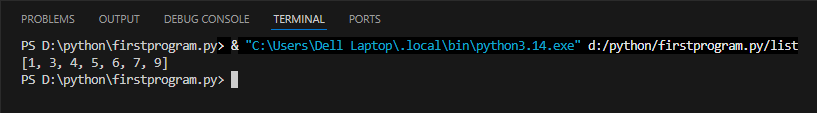 PROBLEMS OUTPUT DEBUG CONSOLE TERMINAL PORTS
PS D:\python\firstprogram.py> & "C:\Users\Dell Laptop\.local\bin\python3.14.exe" d:/python/firstprogram.py/list
[1, 3, 4, 5, 6, 7, 9]
PS D:\python\firstprogram.py>